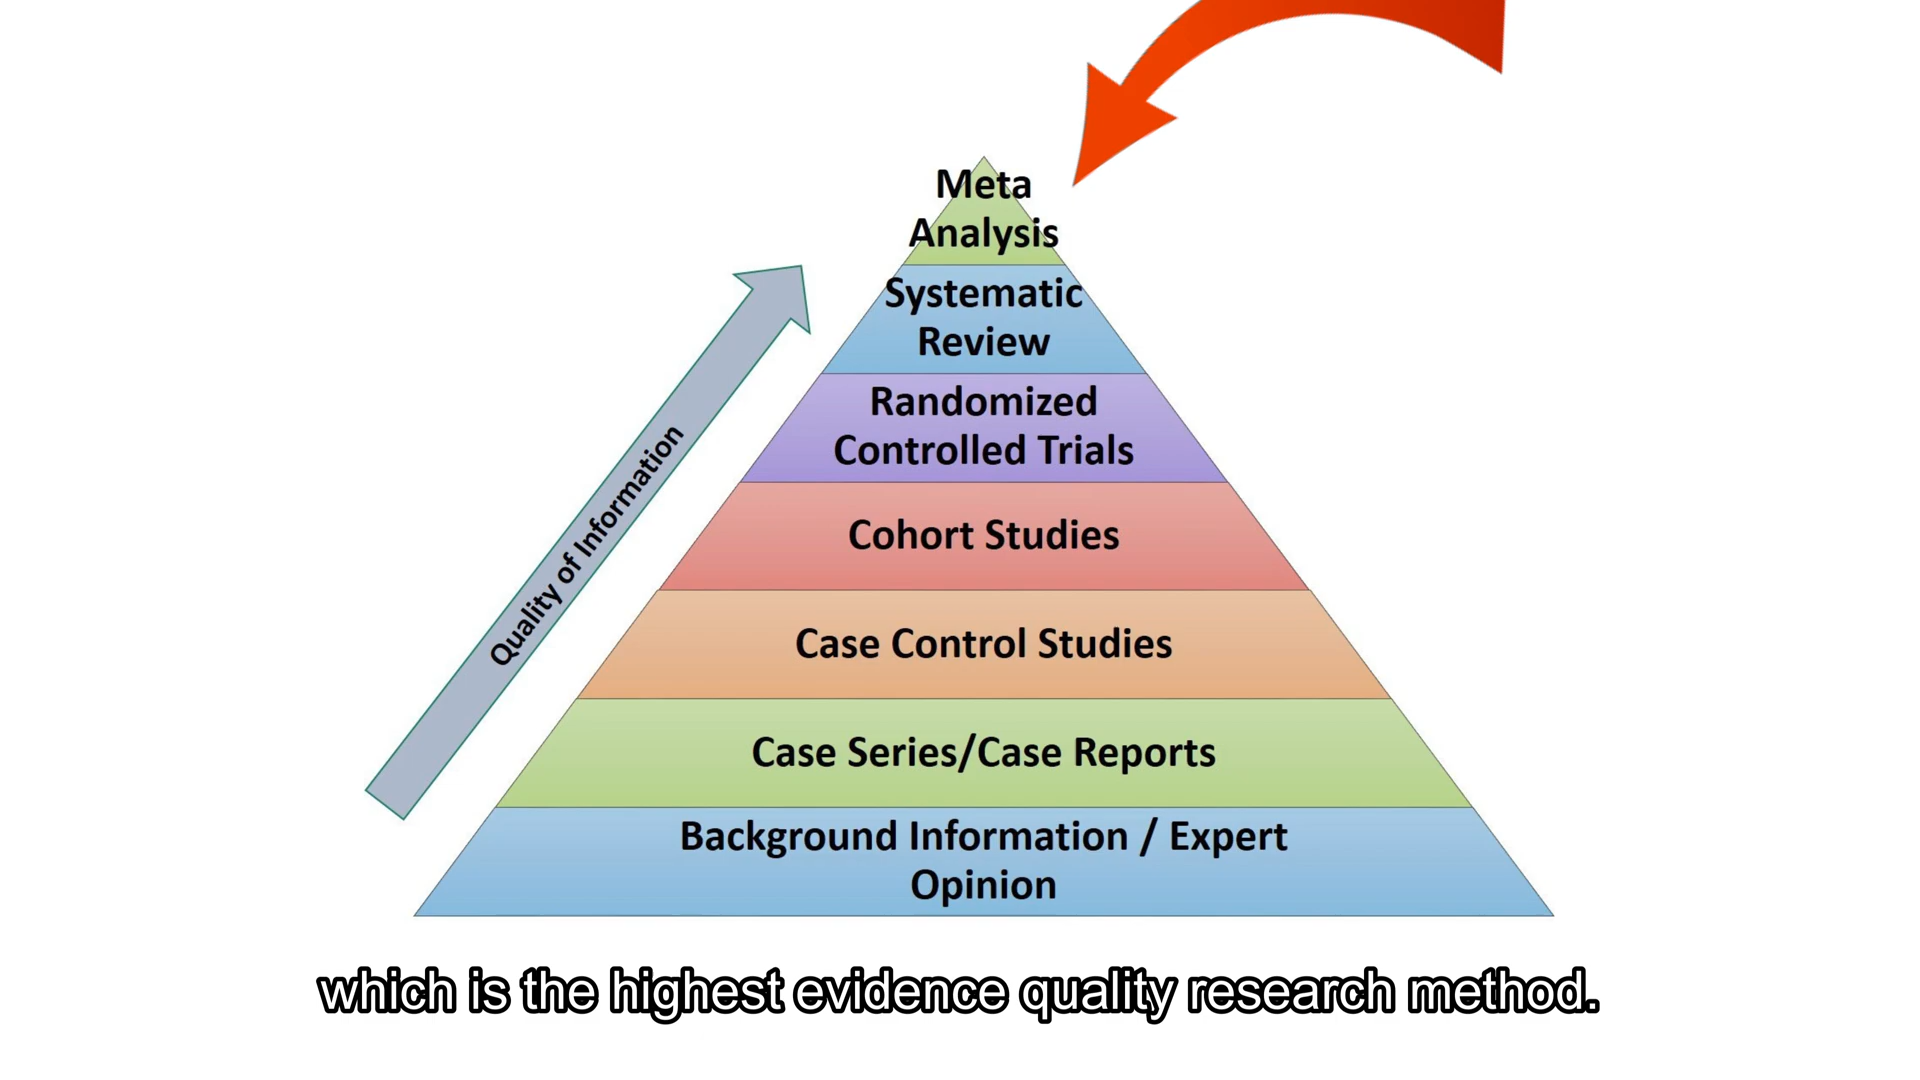 Meta
Analysis
Systematic
Review
Randomized
Controlled Trials
Cohort Studies
Case Control Studies
Case Series/Case Reports
Background Information / Expert
Opinion
Quality of Information
which is the highest evidence quality research method.